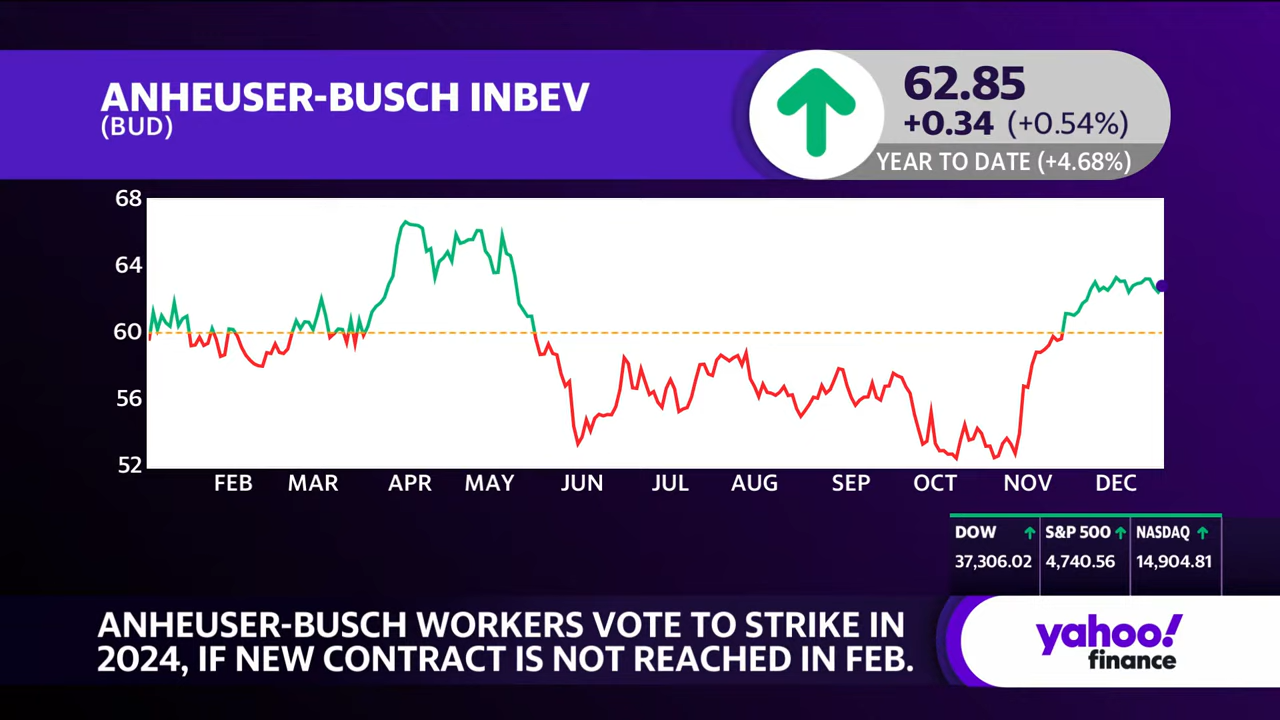 ANHEUSER-BUSCH INBEV
(BUD)
62.85
+0.34 (+0.54%)
YEAR TO DATE (+4.68%)
68
64
60
56
52
FEB MAR APR MAY JUN JUL AUG SEP OCT NOV DEC
DOW S&P 500 NASDAQ
37,306.02 4,740.56 14,904.81
ANHEUSER-BUSCH WORKERS VOTE TO STRIKE IN
2024, IF NEW CONTRACT IS NOT REACHED IN FEB.
yahoo!
finance